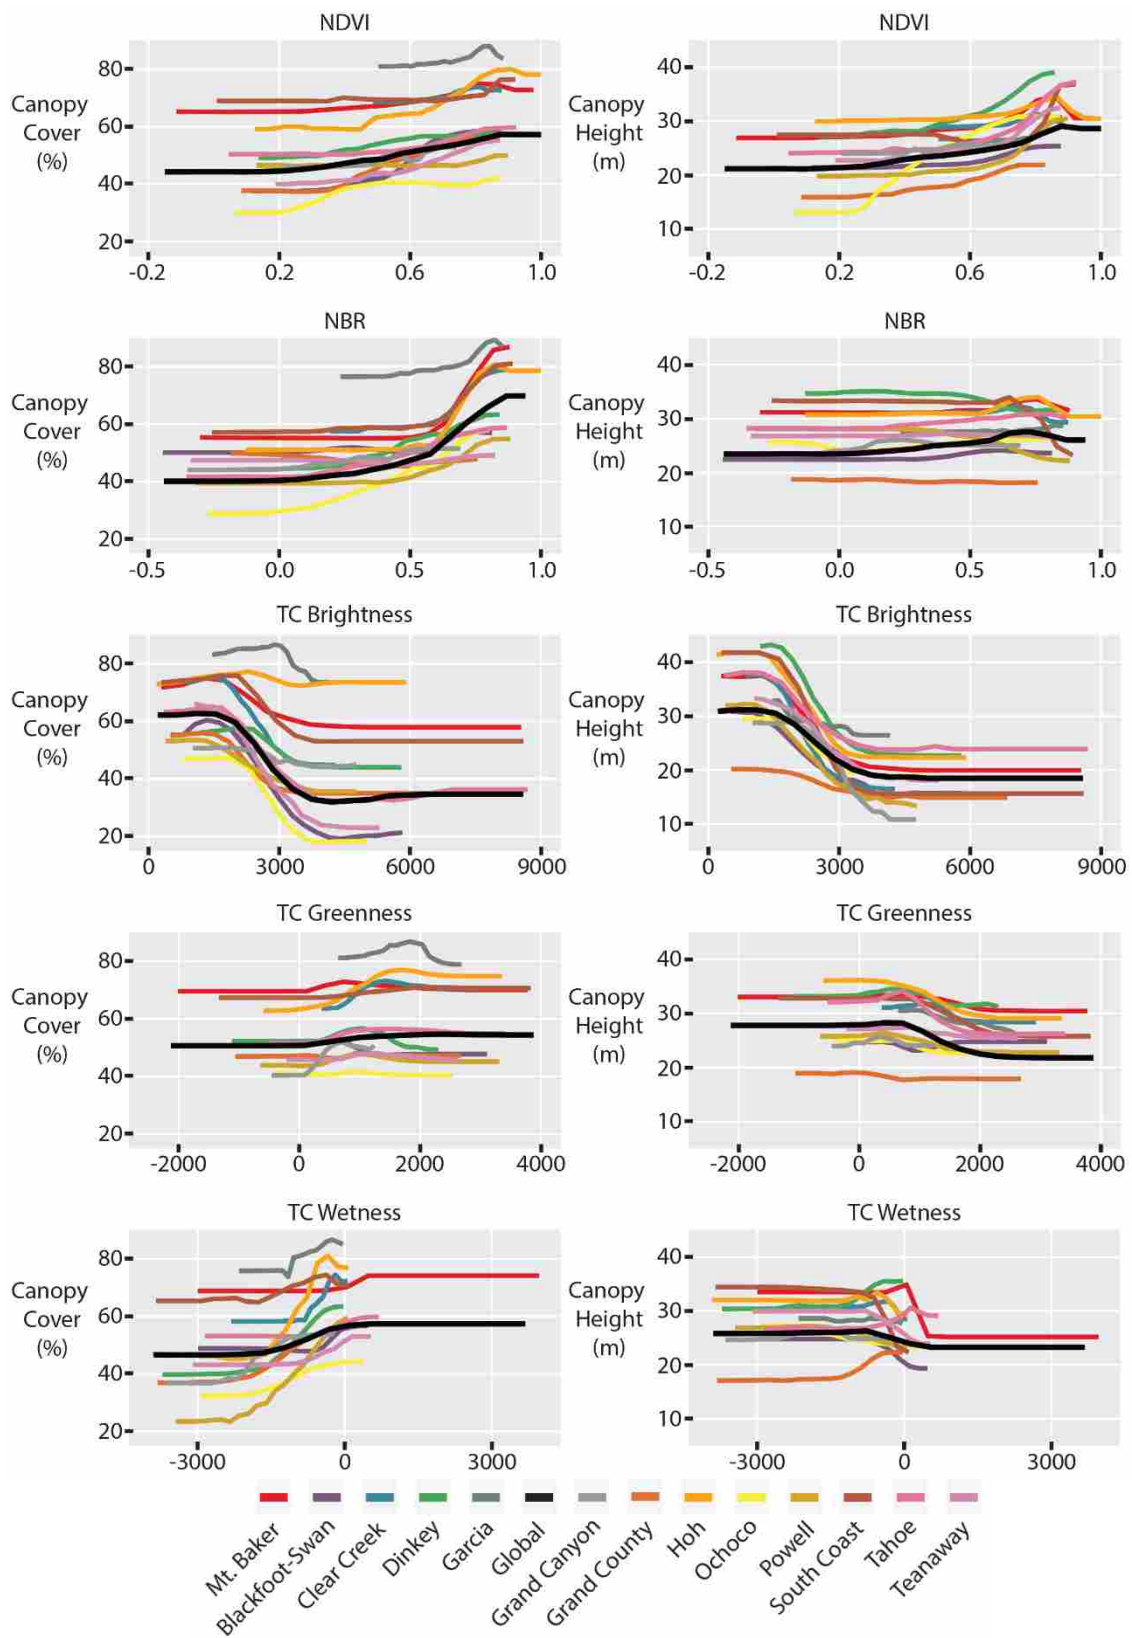 NDVI NDVI
Canopy Cover (%) 80 60 40 20
Canopy Height (m) 40 30 20 10
-0.2 0.2 0.6 1.0 -0.2 0.2 0.6 1.0
NBR NBR
Canopy Cover (%) 80 60 40 20
Canopy Height (m) 40 30 20 10
-0.5 0.0 0.5 1.0 -0.5 0.0 0.5 1.0
TC Brightness TC Brightness
Canopy Cover (%) 80 60 40 20
Canopy Height (m) 40 30 20 10
0 3000 6000 9000 0 3000 6000 9000
TC Greenness TC Greenness
Canopy Cover (%) 80 60 40 20
Canopy Height (m) 40 30 20 10
-2000 0 2000 4000 -2000 0 2000 4000
TC Wetness TC Wetness
Canopy Cover (%) 80 60 40 20
Canopy Height (m) 40 30 20 10
-3000 0 3000 -3000 0 3000
Mt. Baker
Blackfoot-Swan
Clear Creek
Dinkey
Garcia
Global
Grand Canyon
Grand County
Hoh
Ochoco
Powell
South Coast
Tahoe
Teanaway